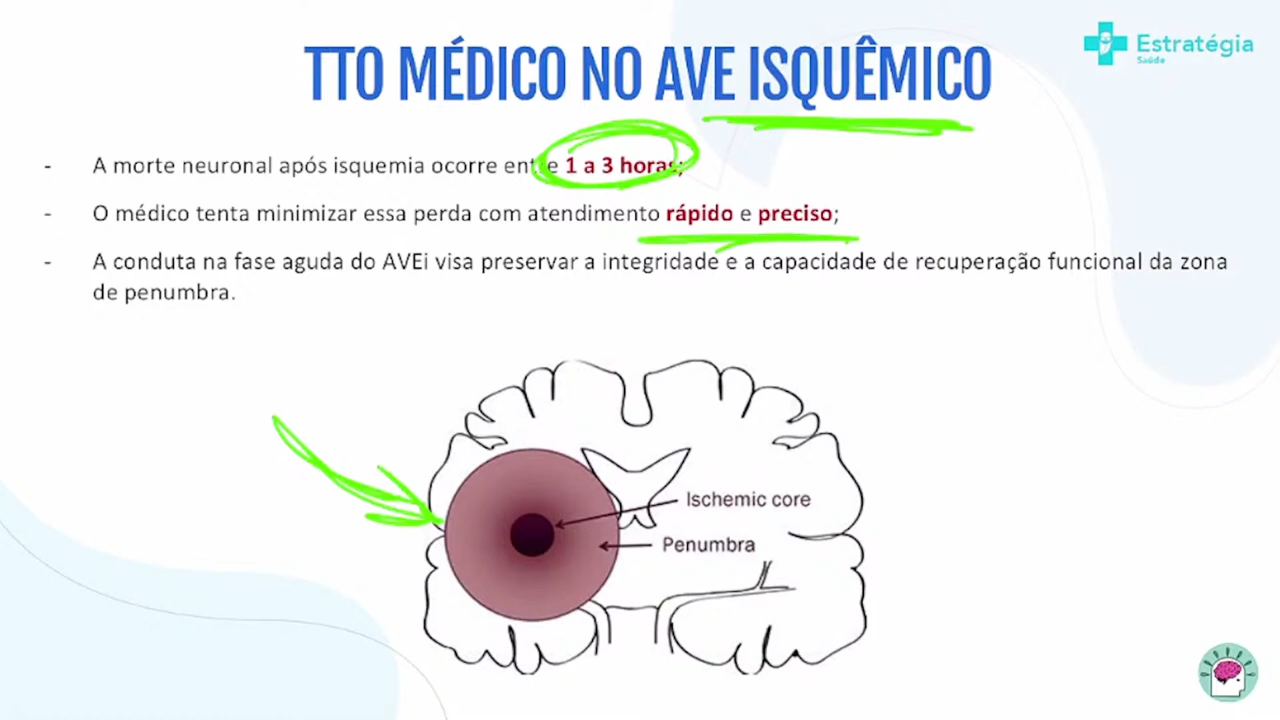 TTO MÉDICO NO AVE ISQUÊMICO
Estratégia
Saúde
- A morte neuronal após isquemia ocorre entre 1 a 3 horas;
- O médico tenta minimizar essa perda com atendimento rápido e preciso;
- A conduta na fase aguda do AVEi visa preservar a integridade e a capacidade de recuperação funcional da zona
de penumbra.
Ischemic core
Penumbra